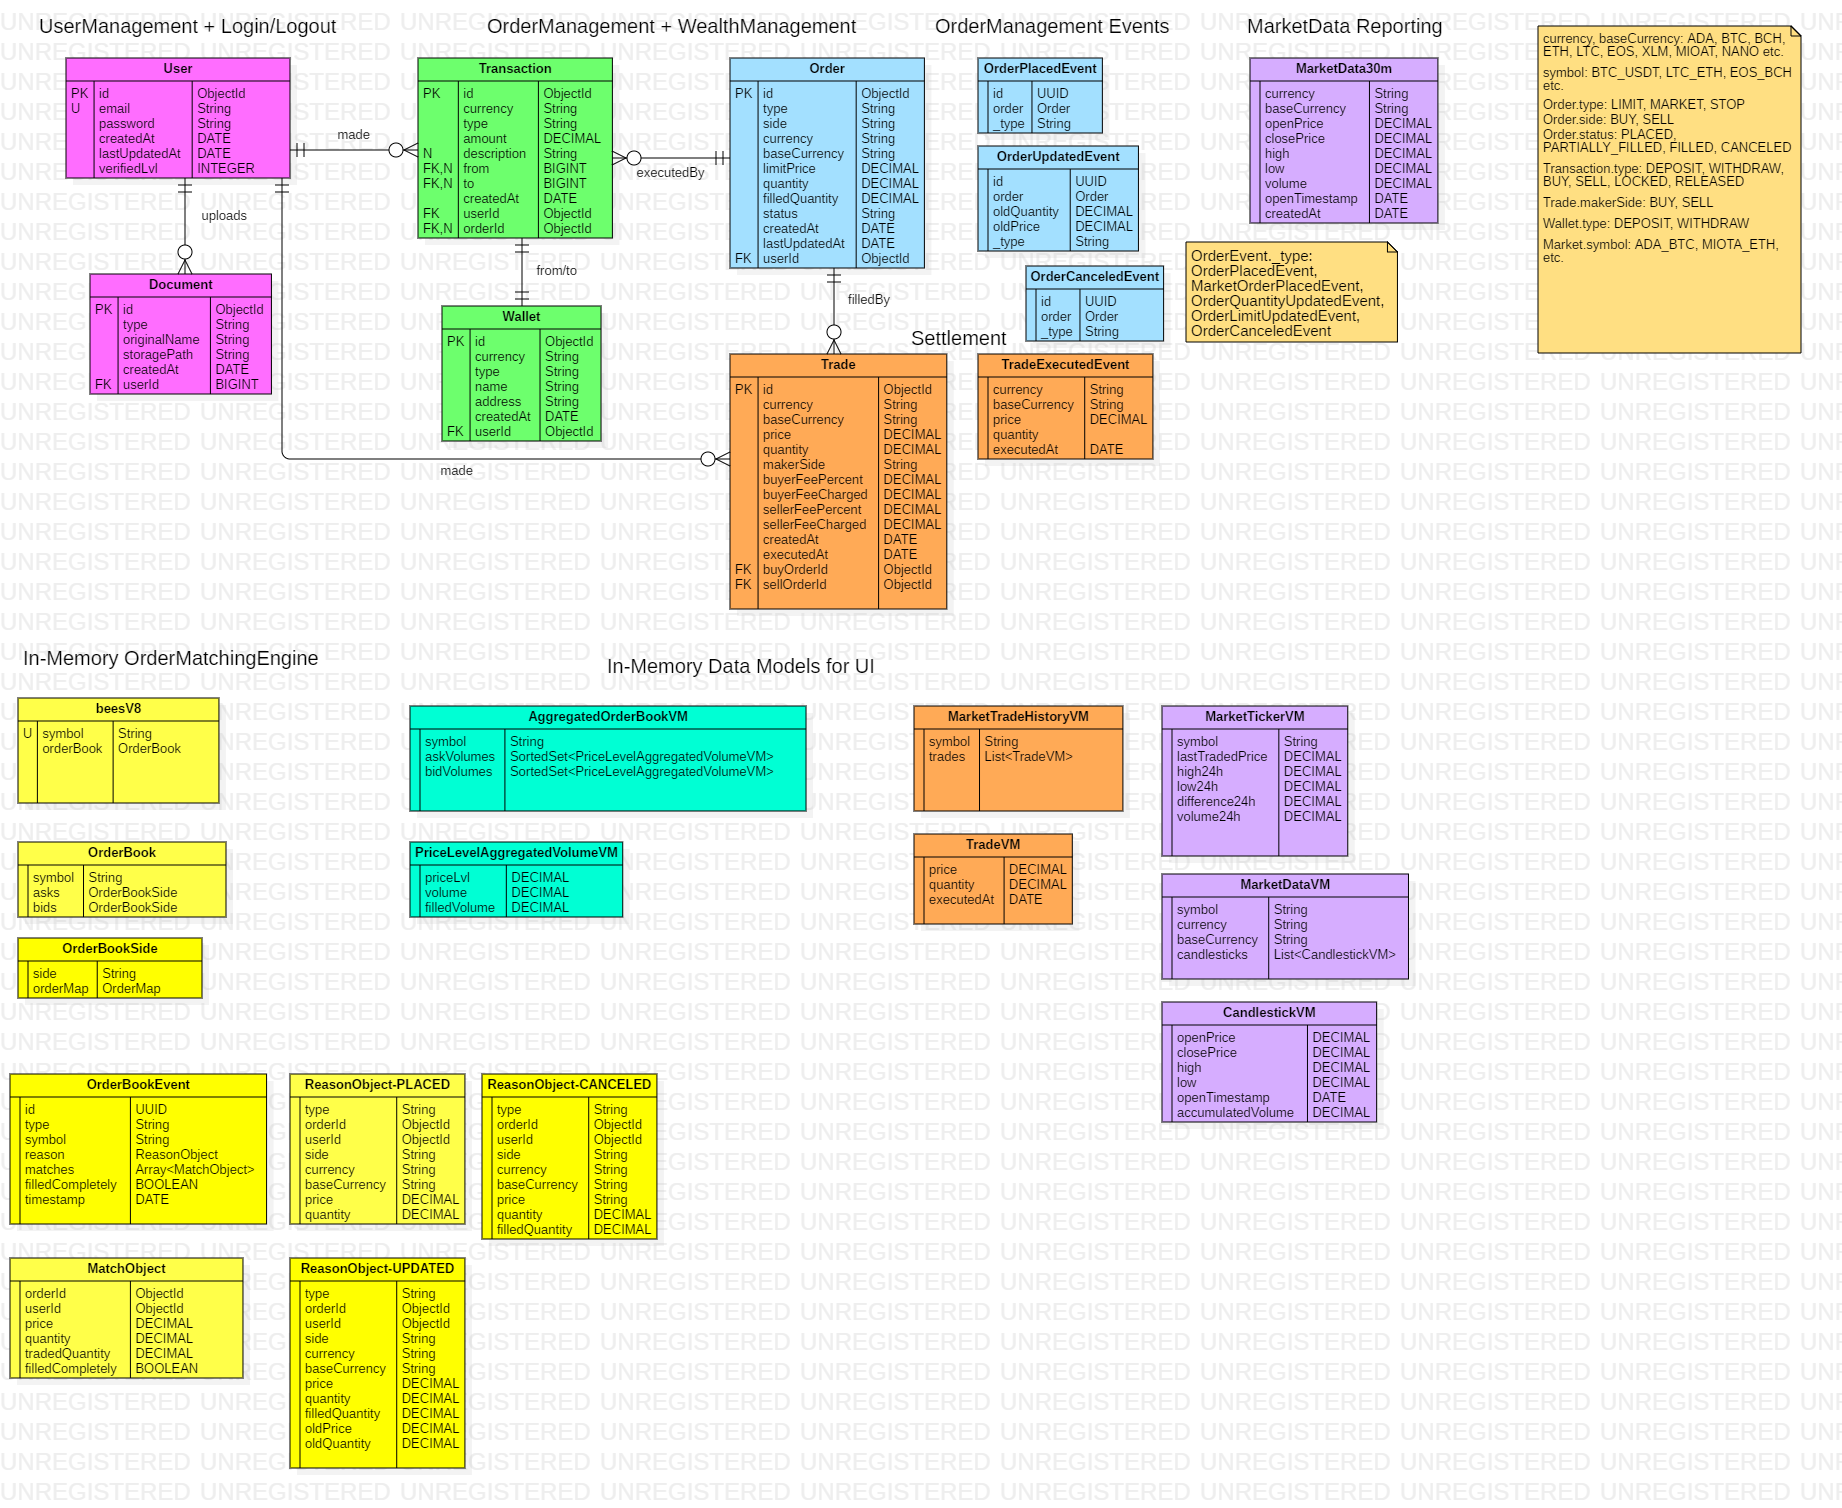 UserManagement + Login/Logout
OrderManagement + WealthManagement
OrderManagement Events
MarketData Reporting
User
PK id ObjectId
U email String
password String
createdAt DATE
lastUpdatedAt DATE
verifiedLvl INTEGER
made
uploads
Document
PK id ObjectId
type String
originalName String
storagePath String
createdAt DATE
FK userId BIGINT
Transaction
PK id ObjectId
currency String
type String
amount DECIMAL
N description String
FK,N from BIGINT
FK,N to BIGINT
createdAt DATE
FK userId ObjectId
FK,N orderId ObjectId
executedBy
from/to
Wallet
PK id ObjectId
currency String
type String
name String
address String
createdAt DATE
FK userId ObjectId
made
Order
PK id ObjectId
type String
side String
currency String
baseCurrency String
limitPrice DECIMAL
quantity DECIMAL
filledQuantity DECIMAL
status String
createdAt DATE
lastUpdatedAt DATE
FK userId ObjectId
filledBy
Settlement
Trade
PK id ObjectId
currency String
baseCurrency String
price DECIMAL
quantity DECIMAL
makerSide String
buyerFeePercent DECIMAL
buyerFeeCharged DECIMAL
sellerFeePercent DECIMAL
sellerFeeCharged DECIMAL
createdAt DATE
executedAt DATE
FK buyOrderId ObjectId
FK sellOrderId ObjectId
OrderPlacedEvent
id UUID
order Order
_type String
OrderUpdatedEvent
id UUID
order Order
oldQuantity DECIMAL
oldPrice DECIMAL
_type String
OrderCanceledEvent
id UUID
order Order
_type String
TradeExecutedEvent
currency String
baseCurrency String
price DECIMAL
quantity
executedAt DATE
MarketData30m
currency String
baseCurrency String
openPrice DECIMAL
closePrice DECIMAL
high DECIMAL
low DECIMAL
volume DECIMAL
openTimestamp DATE
createdAt DATE
OrderEvent._type:
OrderPlacedEvent,
MarketOrderPlacedEvent,
OrderQuantityUpdatedEvent,
OrderLimitUpdatedEvent,
OrderCanceledEvent
currency, baseCurrency: ADA, BTC, BCH,
ETH, LTC, EOS, XLM, MIOAT, NANO etc.
symbol: BTC_USDT, LTC_ETH, EOS_BCH
etc.
Order.type: LIMIT, MARKET, STOP
Order.side: BUY, SELL
Order.status: PLACED,
PARTIALLY_FILLED, FILLED, CANCELED
Transaction.type: DEPOSIT, WITHDRAW,
BUY, SELL, LOCKED, RELEASED
Trade.makerSide: BUY, SELL
Wallet.type: DEPOSIT, WITHDRAW
Market.symbol: ADA_BTC, MIOTA_ETH,
etc.
In-Memory OrderMatchingEngine
In-Memory Data Models for UI
beesV8
U symbol String
orderBook OrderBook
OrderBook
symbol String
asks OrderBookSide
bids OrderBookSide
OrderBookSide
side String
orderMap OrderMap
AggregatedOrderBookVM
symbol String
askVolumes SortedSet<PriceLevelAggregatedVolumeVM>
bidVolumes SortedSet<PriceLevelAggregatedVolumeVM>
PriceLevelAggregatedVolumeVM
priceLvl DECIMAL
volume DECIMAL
filledVolume DECIMAL
MarketTradeHistoryVM
symbol String
trades List<TradeVM>
TradeVM
price DECIMAL
quantity DECIMAL
executedAt DATE
MarketTickerVM
symbol String
lastTradedPrice DECIMAL
high24h DECIMAL
low24h DECIMAL
difference24h DECIMAL
volume24h DECIMAL
MarketDataVM
symbol String
currency String
baseCurrency String
candlesticks List<CandlestickVM>
CandlestickVM
openPrice DECIMAL
closePrice DECIMAL
high DECIMAL
low DECIMAL
openTimestamp DATE
accumulatedVolume DECIMAL
OrderBookEvent
id UUID
type String
symbol String
reason ReasonObject
matches Array<MatchObject>
filledCompletely BOOLEAN
timestamp DATE
ReasonObject-PLACED
type String
orderId ObjectId
userId ObjectId
side String
currency String
baseCurrency String
price DECIMAL
quantity DECIMAL
ReasonObject-CANCELED
type String
orderId ObjectId
userId ObjectId
side String
currency String
baseCurrency String
price String
quantity DECIMAL
filledQuantity DECIMAL
MatchObject
orderId ObjectId
userId ObjectId
price DECIMAL
quantity DECIMAL
tradedQuantity DECIMAL
filledCompletely BOOLEAN
ReasonObject-UPDATED
type String
orderId ObjectId
userId ObjectId
side String
currency String
baseCurrency String
price DECIMAL
quantity DECIMAL
filledQuantity DECIMAL
oldPrice DECIMAL
oldQuantity DECIMAL
UNREGISTERED